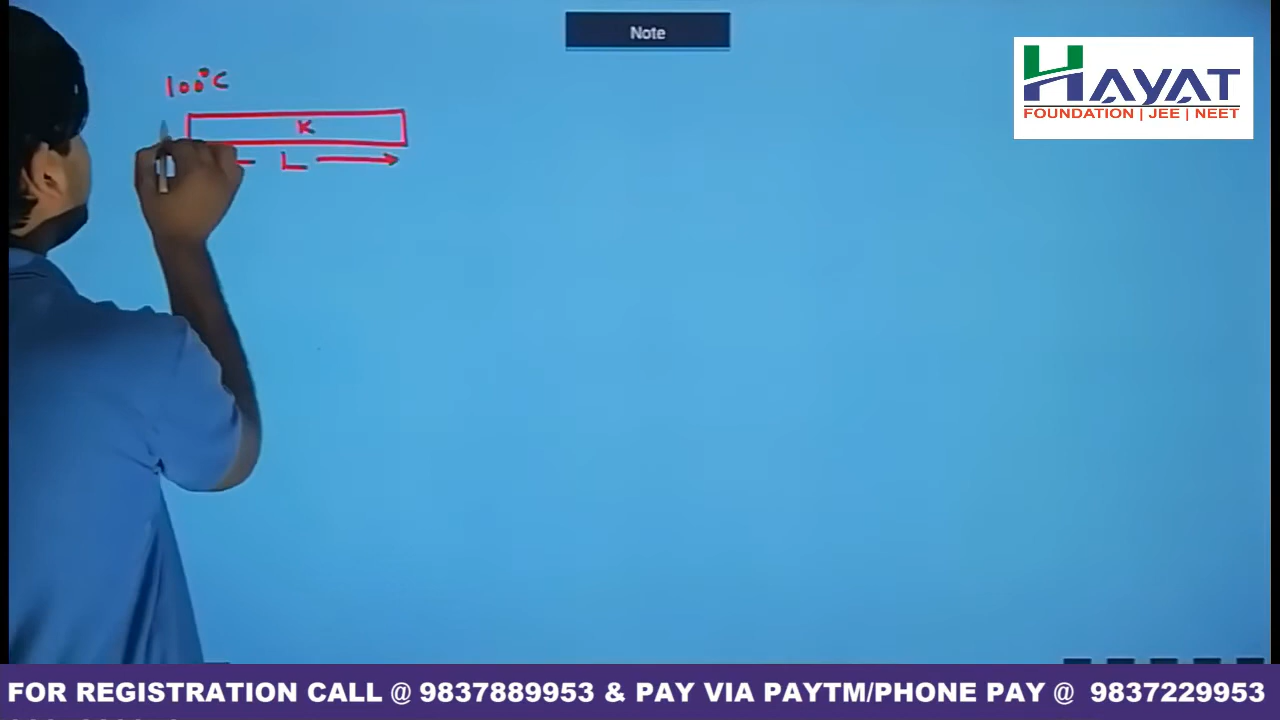 Note
HAYAT
FOUNDATION | JEE | NEET
100°C
K
L
FOR REGISTRATION CALL @ 9837889953 & PAY VIA PAYTM/PHONE PAY @ 9837229953